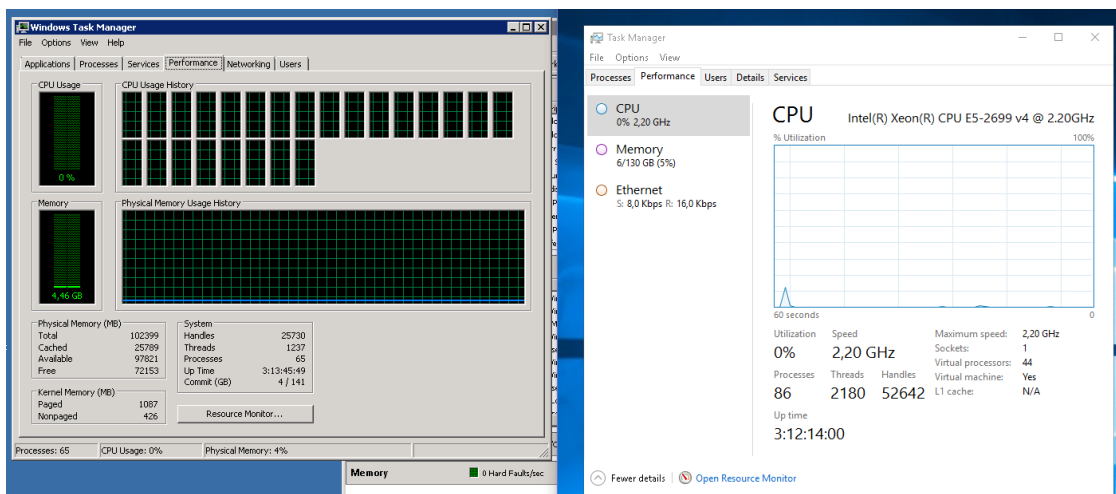 Windows Task Manager
File Options View Help
Applications Processes Services Performance Networking Users
CPU Usage
CPU Usage History
0 %
Memory
Physical Memory Usage History
4,46 GB
Physical Memory (MB)
Total 102399
Cached 25789
Available 97821
Free 72153
Kernel Memory (MB)
Paged 1087
Nonpaged 426
System
Handles 25730
Threads 1237
Processes 65
Up Time 3:13:45:49
Commit (GB) 4 / 141
Resource Monitor...
Processes: 65 CPU Usage: 0% Physical Memory: 4%
Memory 0 Hard Faults/sec
Task Manager
File Options View
Processes Performance Users Details Services
CPU
0% 2,20 GHz
Memory
6/130 GB (5%)
Ethernet
S: 8,0 Kbps R: 16,0 Kbps
CPU Intel(R) Xeon(R) CPU E5-2699 v4 @ 2.20GHz
% Utilization 100%
60 seconds 0
Utilization Speed
0% 2,20 GHz
Processes Threads Handles
86 2180 52642
Up time
3:12:14:00
Maximum speed: 2,20 GHz
Sockets: 1
Virtual processors: 44
Virtual machine: Yes
L1 cache: N/A
Fewer details Open Resource Monitor